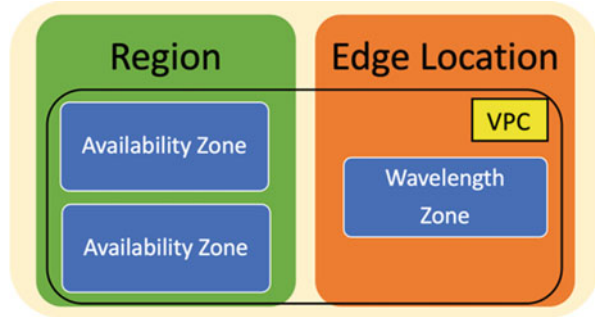 Region
Availability Zone
Availability Zone
Edge Location
VPC
Wavelength
Zone